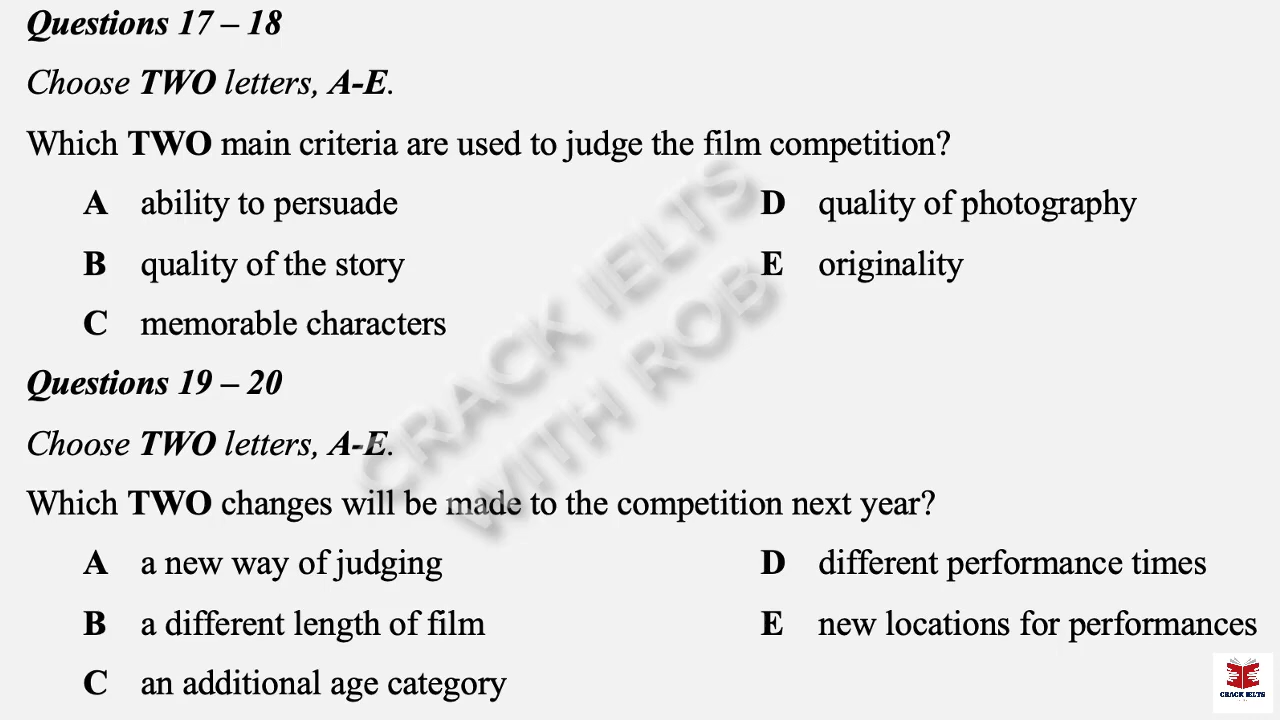 Questions 17 – 18
Choose TWO letters, A-E.
Which TWO main criteria are used to judge the film competition?
A ability to persuade
D quality of photography
B quality of the story
E originality
C memorable characters
Questions 19 – 20
Choose TWO letters, A-E.
Which TWO changes will be made to the competition next year?
A a new way of judging
D different performance times
B a different length of film
E new locations for performances
C an additional age category
CRACK IELTS
WITH ROB
CRACK IELTS